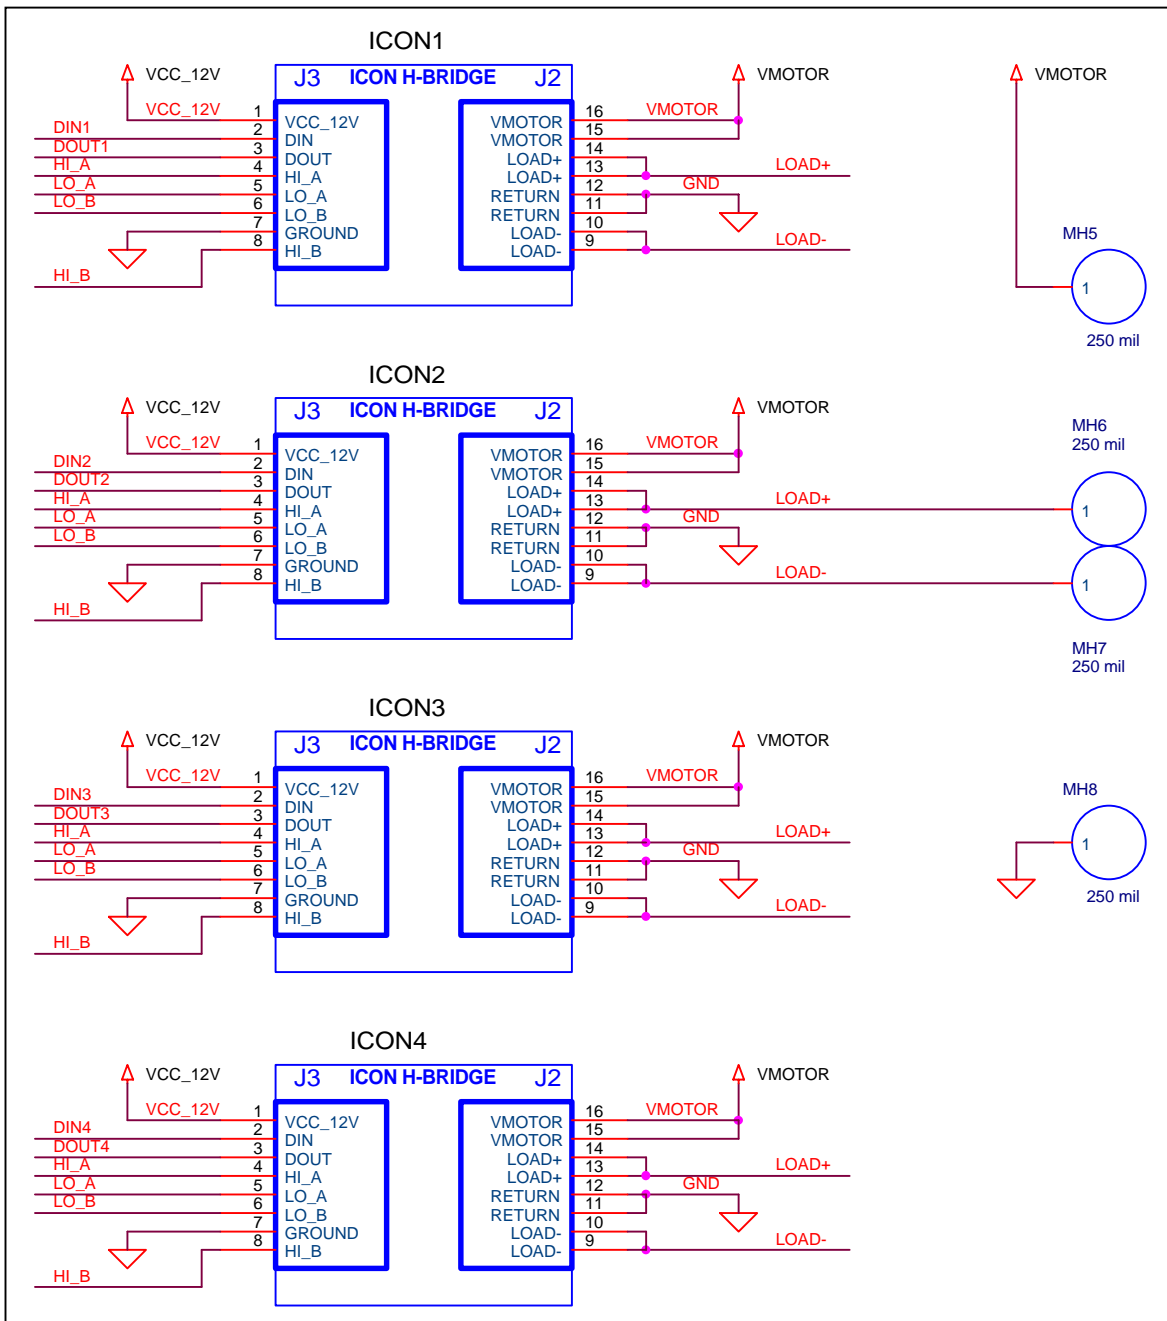 ICON1
VCC_12V
J3 ICON H-BRIDGE J2
VMOTOR
VMOTOR
VCC_12V 1 VCC_12V VMOTOR 16 VMOTOR
DIN1 2 DIN VMOTOR 15
DOUT1 3 DOUT LOAD+ 14
HI_A 4 HI_A LOAD+ 13 LOAD+
LO_A 5 LO_A RETURN 12 GND
LO_B 6 LO_B RETURN 11
7 GROUND LOAD- 10
8 HI_B LOAD- 9 LOAD-
HI_B
MH5
1
250 mil
ICON2
VCC_12V
J3 ICON H-BRIDGE J2
VMOTOR
VCC_12V 1 VCC_12V VMOTOR 16 VMOTOR
DIN2 2 DIN VMOTOR 15
DOUT2 3 DOUT LOAD+ 14
HI_A 4 HI_A LOAD+ 13 LOAD+
LO_A 5 LO_A RETURN 12 GND
LO_B 6 LO_B RETURN 11
7 GROUND LOAD- 10
8 HI_B LOAD- 9 LOAD-
HI_B
MH6
250 mil
1
1
MH7
250 mil
ICON3
VCC_12V
J3 ICON H-BRIDGE J2
VMOTOR
VCC_12V 1 VCC_12V VMOTOR 16 VMOTOR
DIN3 2 DIN VMOTOR 15
DOUT3 3 DOUT LOAD+ 14
HI_A 4 HI_A LOAD+ 13 LOAD+
LO_A 5 LO_A RETURN 12 GND
LO_B 6 LO_B RETURN 11
7 GROUND LOAD- 10
8 HI_B LOAD- 9 LOAD-
HI_B
MH8
1
250 mil
ICON4
VCC_12V
J3 ICON H-BRIDGE J2
VMOTOR
VCC_12V 1 VCC_12V VMOTOR 16 VMOTOR
DIN4 2 DIN VMOTOR 15
DOUT4 3 DOUT LOAD+ 14
HI_A 4 HI_A LOAD+ 13 LOAD+
LO_A 5 LO_A RETURN 12 GND
LO_B 6 LO_B RETURN 11
7 GROUND LOAD- 10
8 HI_B LOAD- 9 LOAD-
HI_B